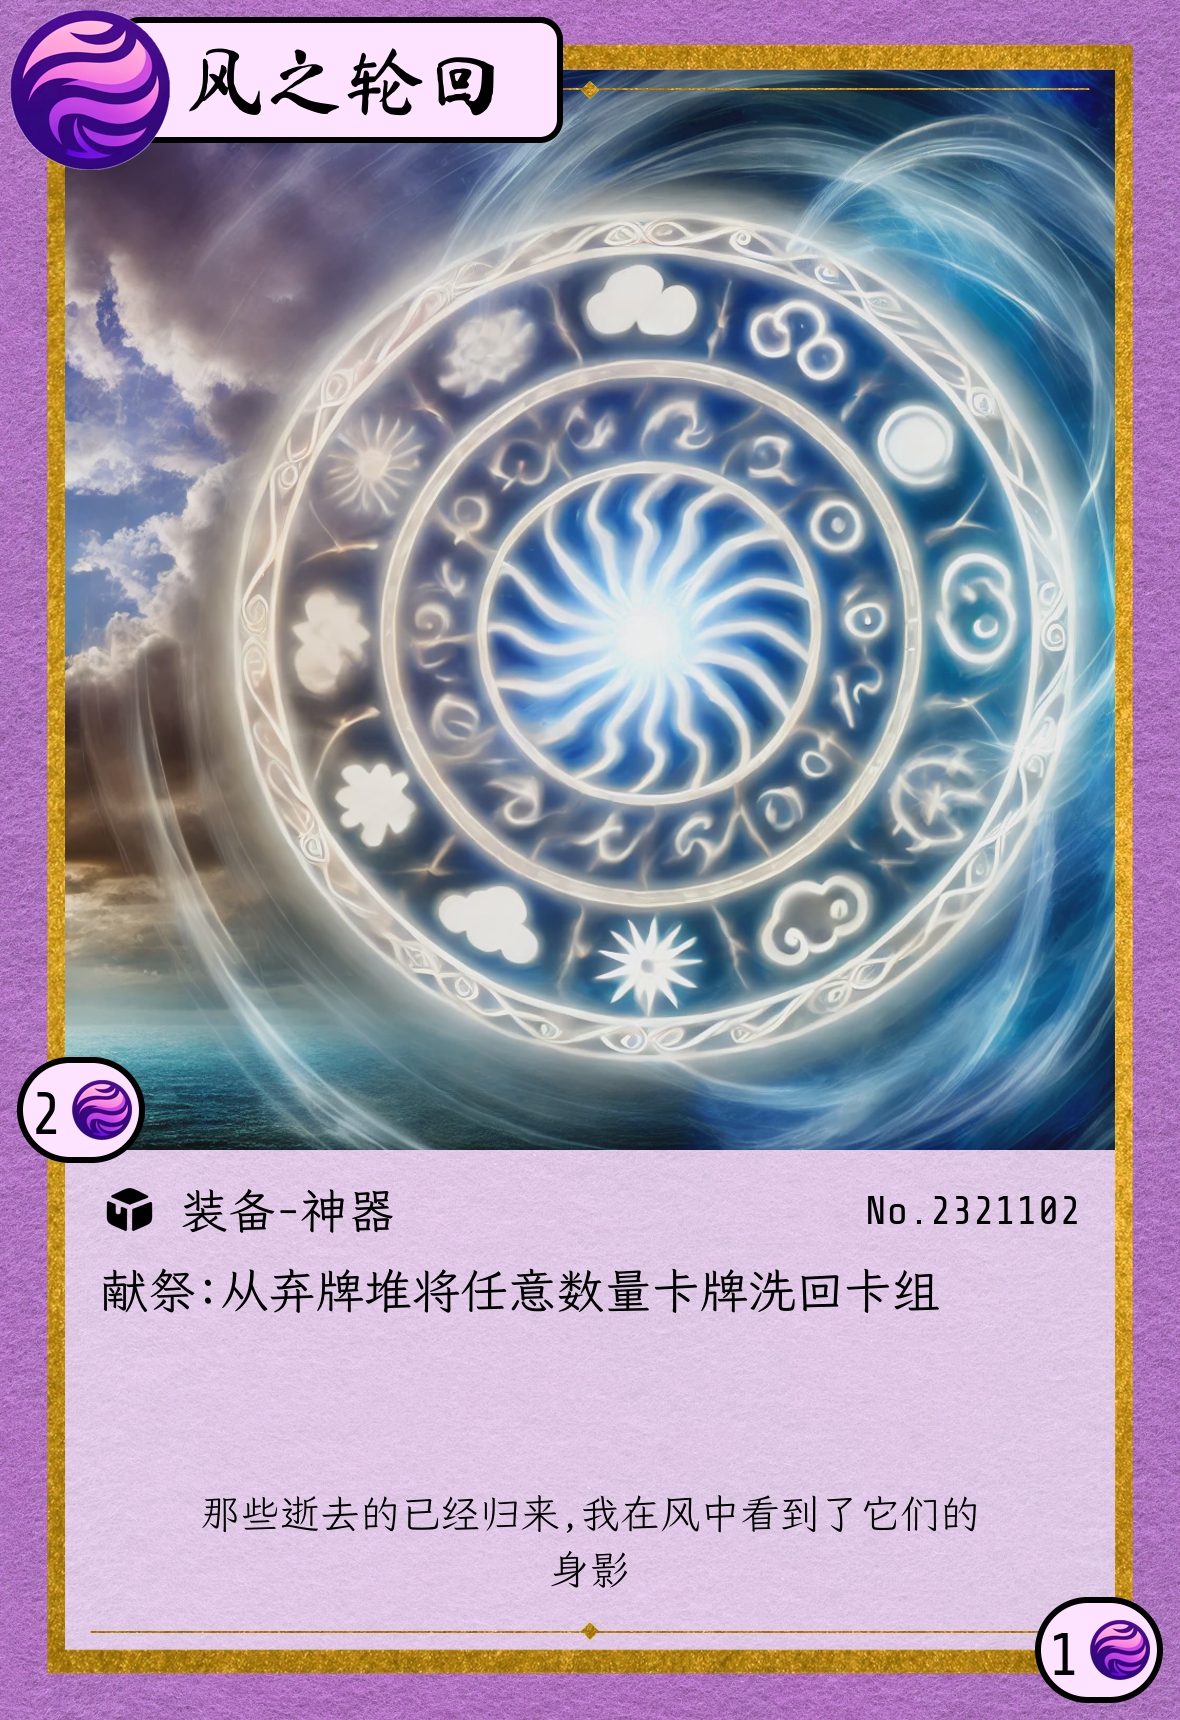 风之轮回
2
装备-神器
No.2321102
献祭:从弃牌堆将任意数量卡牌洗回卡组
那些逝去的已经归来,我在风中看到了它们的
身影
1